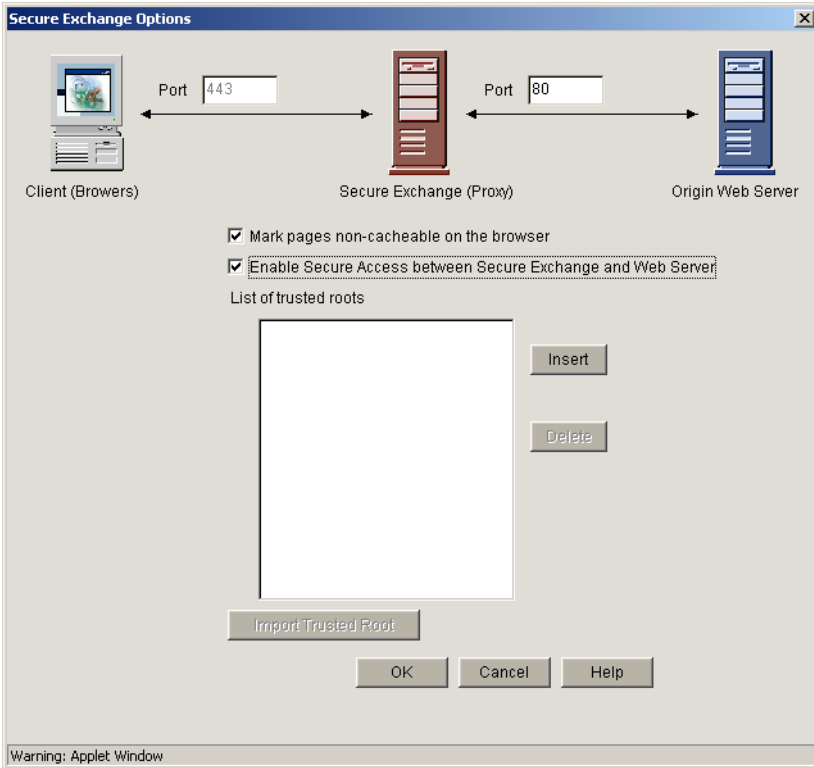 Secure Exchange Options
Port 443 Port 80
Client (Browers) Secure Exchange (Proxy) Origin Web Server
Mark pages non-cacheable on the browser
Enable Secure Access between Secure Exchange and Web Server
List of trusted roots
Insert
Delete
Import Trusted Root
OK Cancel Help
Warning: Applet Window